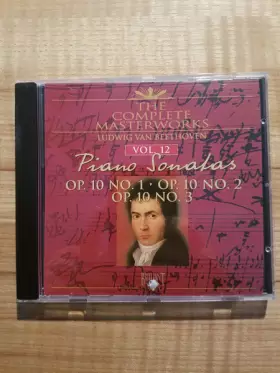 THE
COMPLETE
MASTERWORKS
LUDWIG VAN BEETHOVEN
VOL. 12
Piano Sonatas
OP. 10 NO. 1 · OP. 10 NO. 2
OP. 10 NO. 3